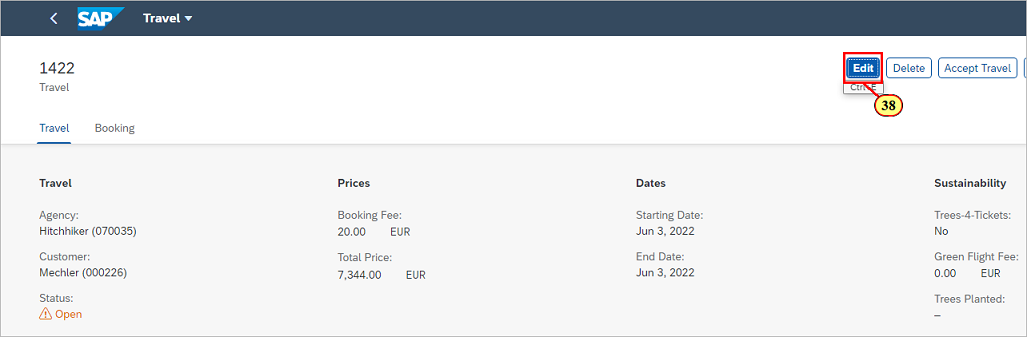 SAP Travel
1422
Travel
Edit Delete Accept Travel
Ctrl+E
38
Travel Booking
Travel Prices Dates Sustainability
Agency: Booking Fee: Starting Date: Trees-4-Tickets:
Hitchhiker (070035) 20.00 EUR Jun 3, 2022 No
Customer: Total Price: End Date: Green Flight Fee:
Mechler (000226) 7,344.00 EUR Jun 3, 2022 0.00 EUR
Status: Trees Planted:
Open –